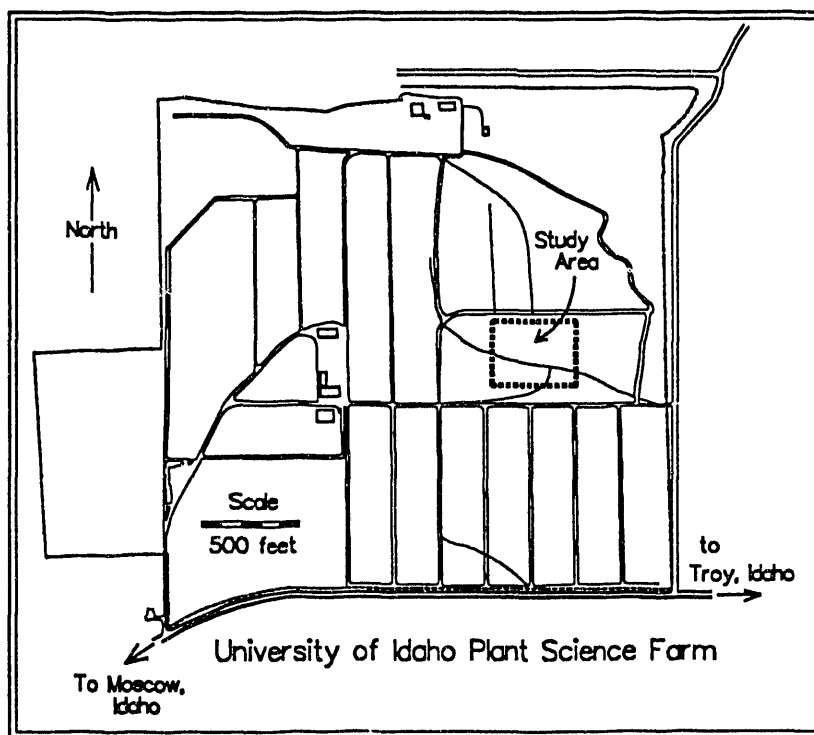 North
Study
Area
Scale
500 feet
to
Troy, Idaho
University of Idaho Plant Science Farm
To Moscow,
Idaho